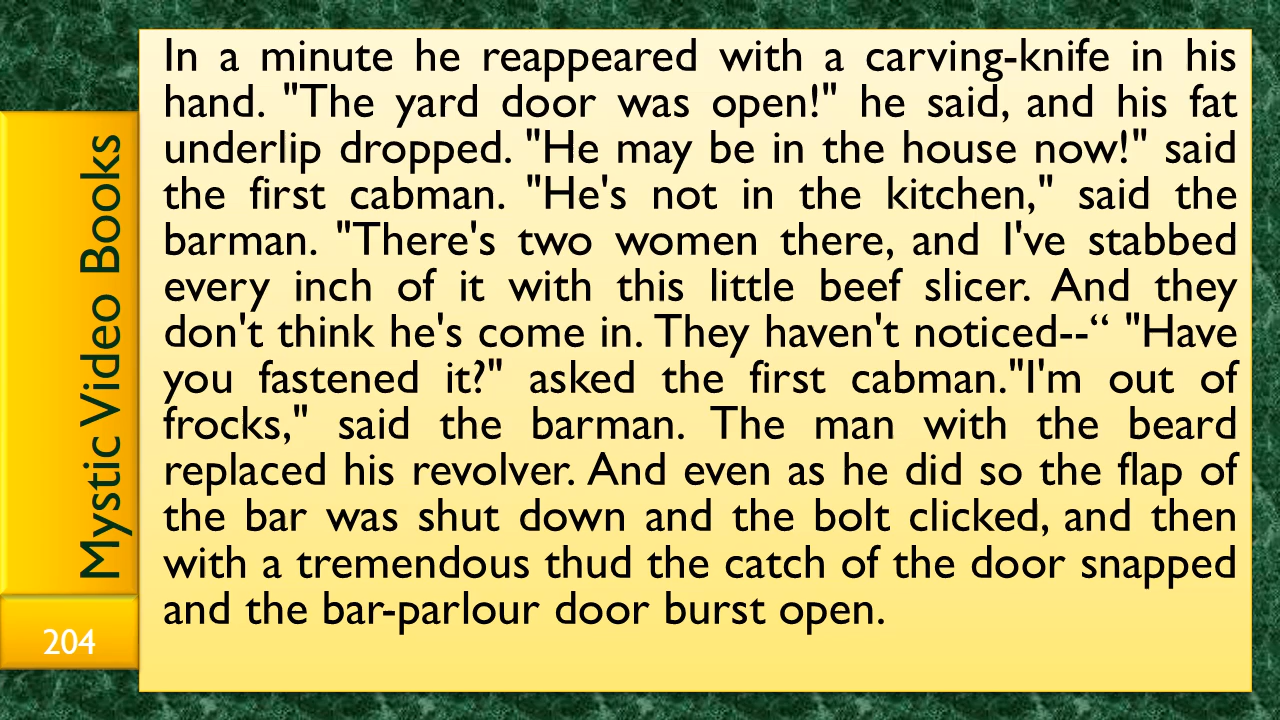 In a minute he reappeared with a carving-knife in his
hand. "The yard door was open!" he said, and his fat
underlip dropped. "He may be in the house now!" said
the first cabman. "He's not in the kitchen," said the
barman. "There's two women there, and I've stabbed
every inch of it with this little beef slicer. And they
don't think he's come in. They haven't noticed--“ "Have
you fastened it?" asked the first cabman."I'm out of
frocks," said the barman. The man with the beard
replaced his revolver. And even as he did so the flap of
the bar was shut down and the bolt clicked, and then
with a tremendous thud the catch of the door snapped
and the bar-parlour door burst open.
Mystic Video Books
204